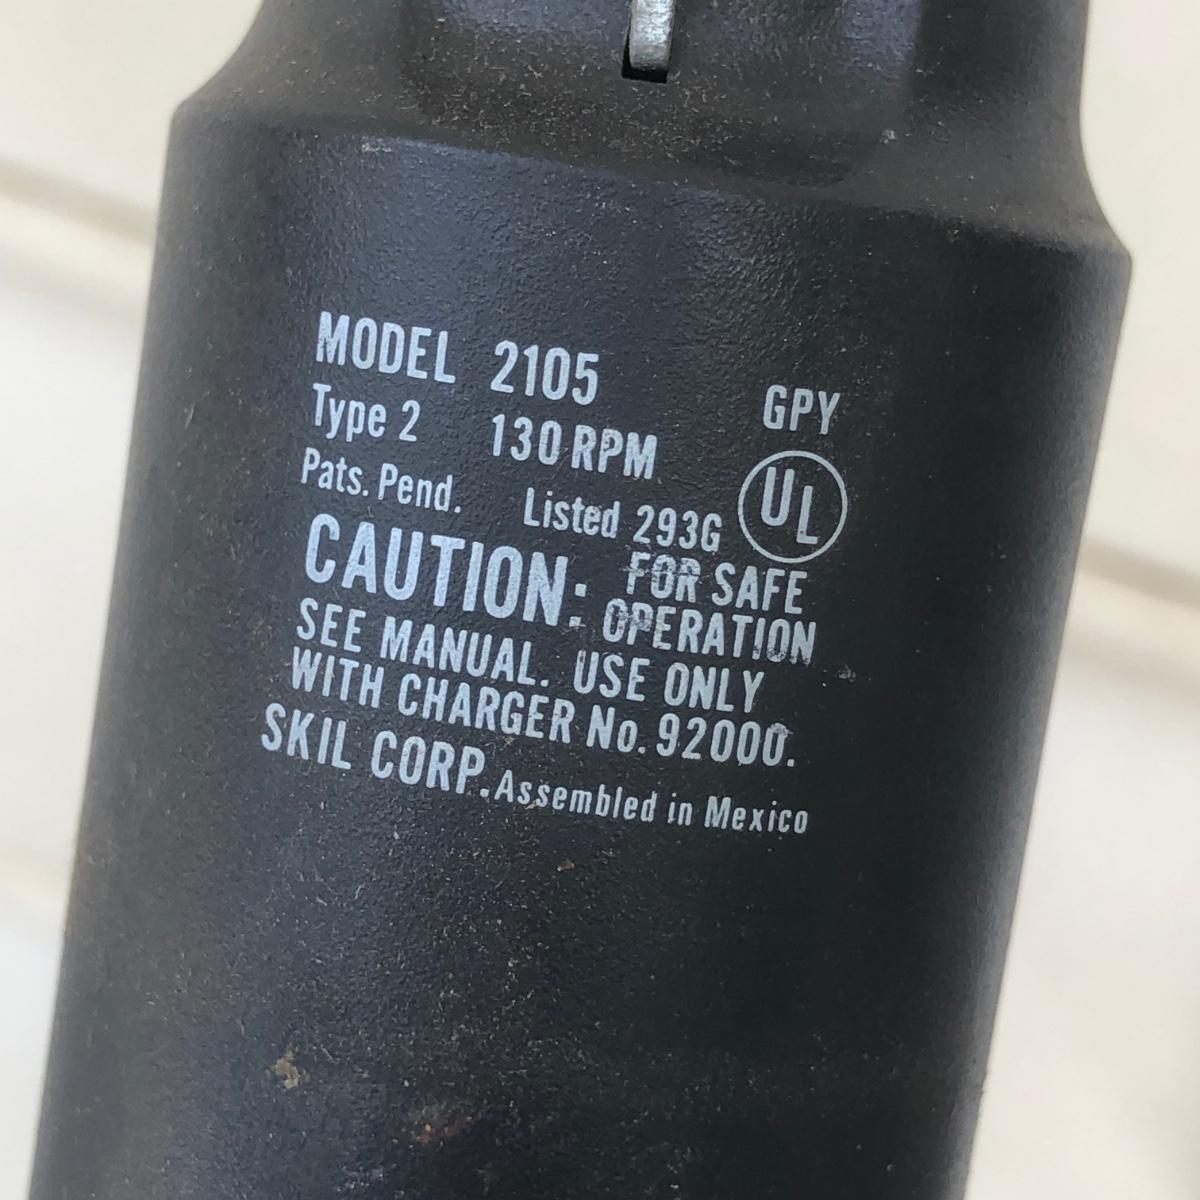 MODEL 2105
GPY
Type 2 130 RPM
Pats. Pend. Listed 293G UL
CAUTION: FOR SAFE
OPERATION
SEE MANUAL. USE ONLY
WITH CHARGER No. 92000.
SKIL CORP. Assembled in Mexico